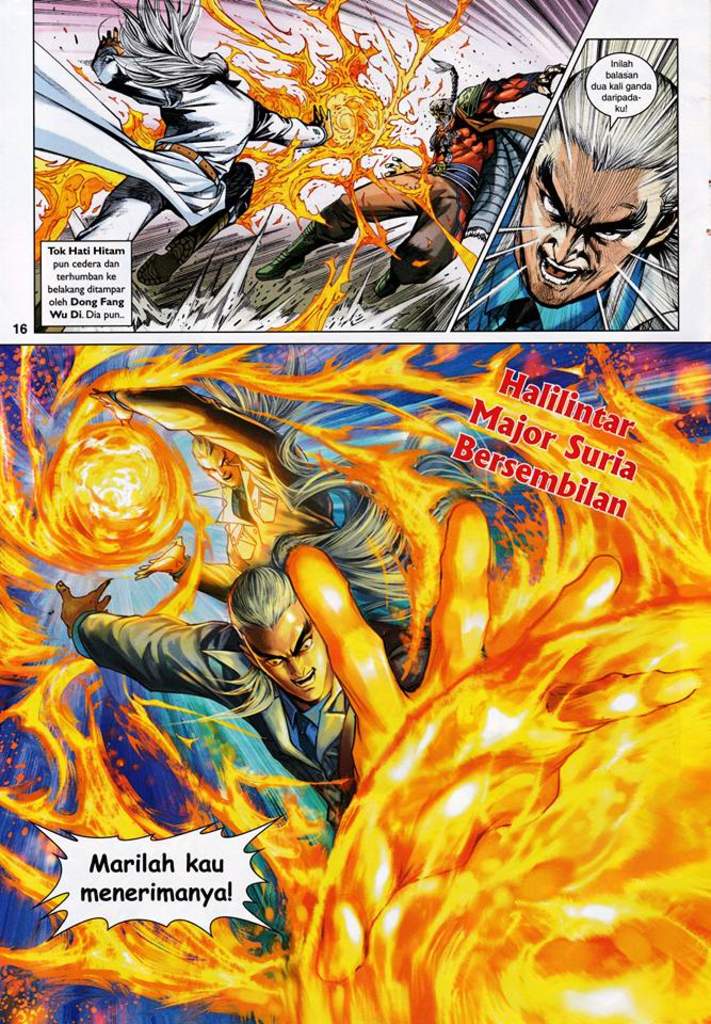 Inilah
balasan
dua kali ganda
daripada-
ku!
Tok Hati Hitam
pun cedera dan
terhumban ke
belakang ditampar
oleh Dong Fang
Wu Di. Dia pun..
16
Halilintar
Major Suria
Bersembilan
Marilah kau
menerimanya!